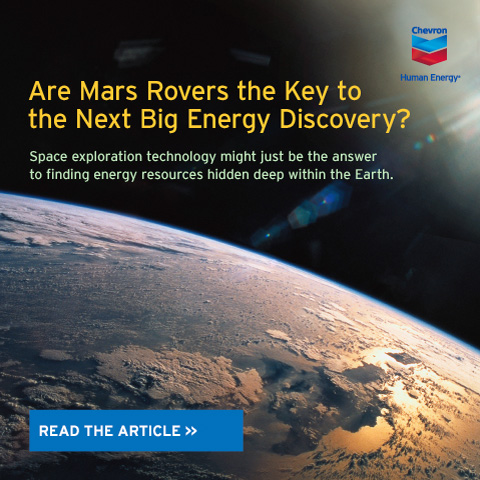 Chevron
Human Energy®
Are Mars Rovers the Key to
the Next Big Energy Discovery?
Space exploration technology might just be the answer
to finding energy resources hidden deep within the Earth.
READ THE ARTICLE >>